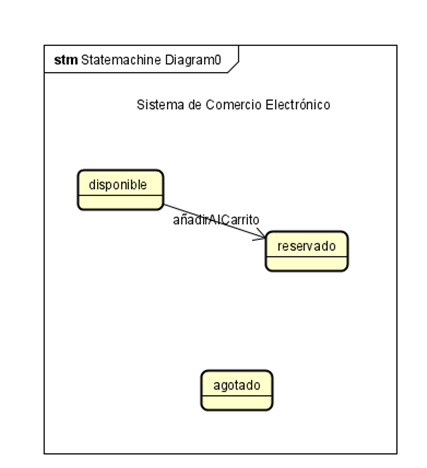 stm Statemachine Diagram0
Sistema de Comercio Electrónico
disponible
añadirAlCarrito
reservado
agotado